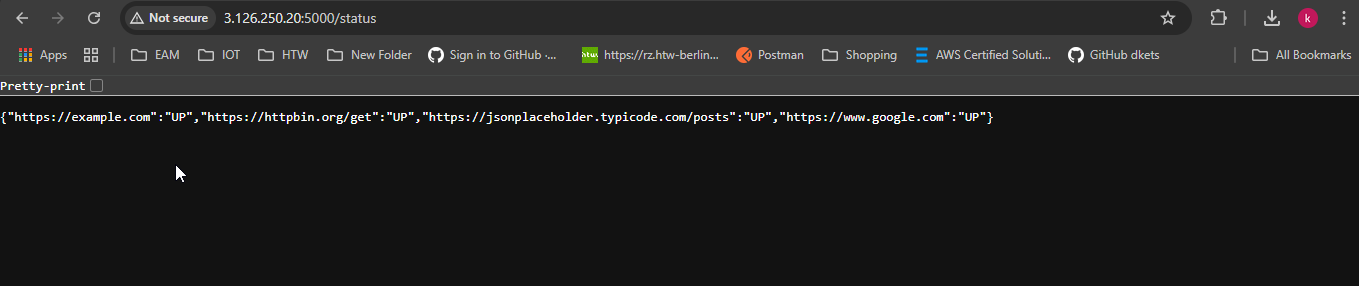 Not secure 3.126.250.20:5000/status k
Apps EAM IOT HTW New Folder Sign in to GitHub ·... htw https://rz.htw-berlin... Postman Shopping AWS Certified Soluti... GitHub dkets All Bookmarks
Pretty-print
{"https://example.com":"UP","https://httpbin.org/get":"UP","https://jsonplaceholder.typicode.com/posts":"UP","https://www.google.com":"UP"}